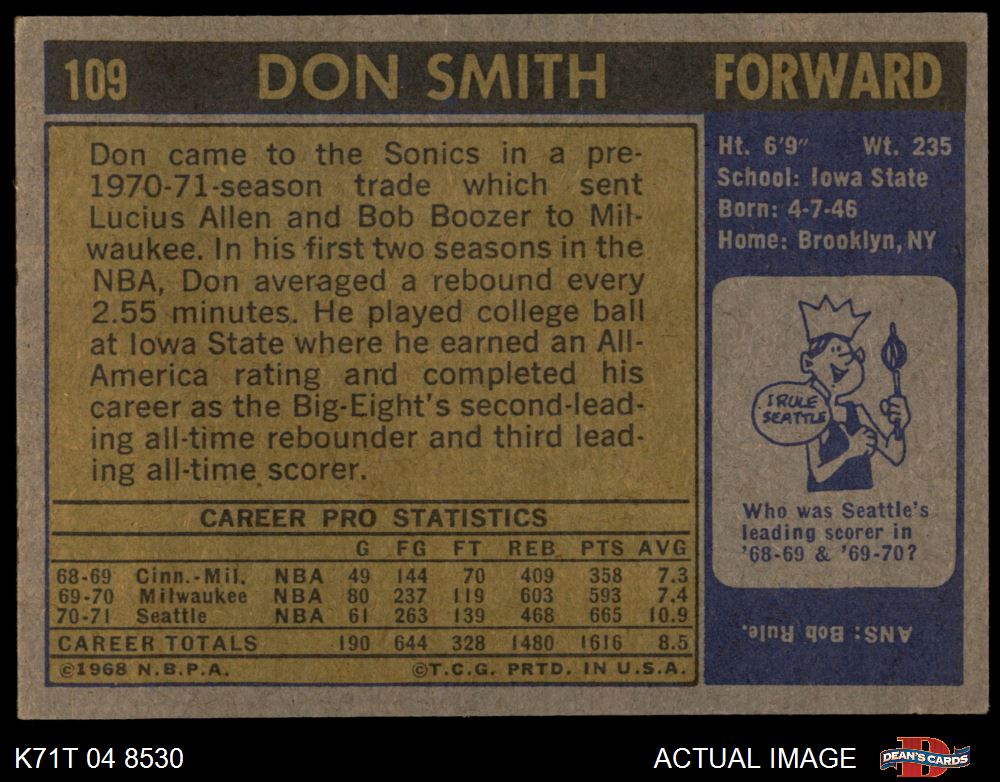 109 DON SMITH FORWARD
Don came to the Sonics in a pre-
1970-71-season trade which sent
Lucius Allen and Bob Boozer to Mil-
waukee. In his first two seasons in the
NBA, Don averaged a rebound every
2.55 minutes. He played college ball
at Iowa State where he earned an All-
America rating and completed his
career as the Big-Eight's second-lead-
ing all-time rebounder and third lead-
ing all-time scorer.
CAREER PRO STATISTICS
G FG FT REB PTS AVG
68-69 Cinn.-Mil. NBA 49 144 70 409 358 7.3
69-70 Milwaukee NBA 80 237 119 603 593 7.4
70-71 Seattle NBA 61 263 139 468 665 10.9
CAREER TOTALS 190 644 328 1480 1616 8.5
©1968 N.B.P.A. ©T.C.G. PRTD. IN U.S.A.
Ht. 6'9" Wt. 235
School: Iowa State
Born: 4-7-46
Home: Brooklyn, NY
I RULE
SEATTLE
Who was Seattle's
leading scorer in
'68-69 & '69-70?
ANS: Bob Rule.
K71T 04 8530 ACTUAL IMAGE DEAN'S CARDS